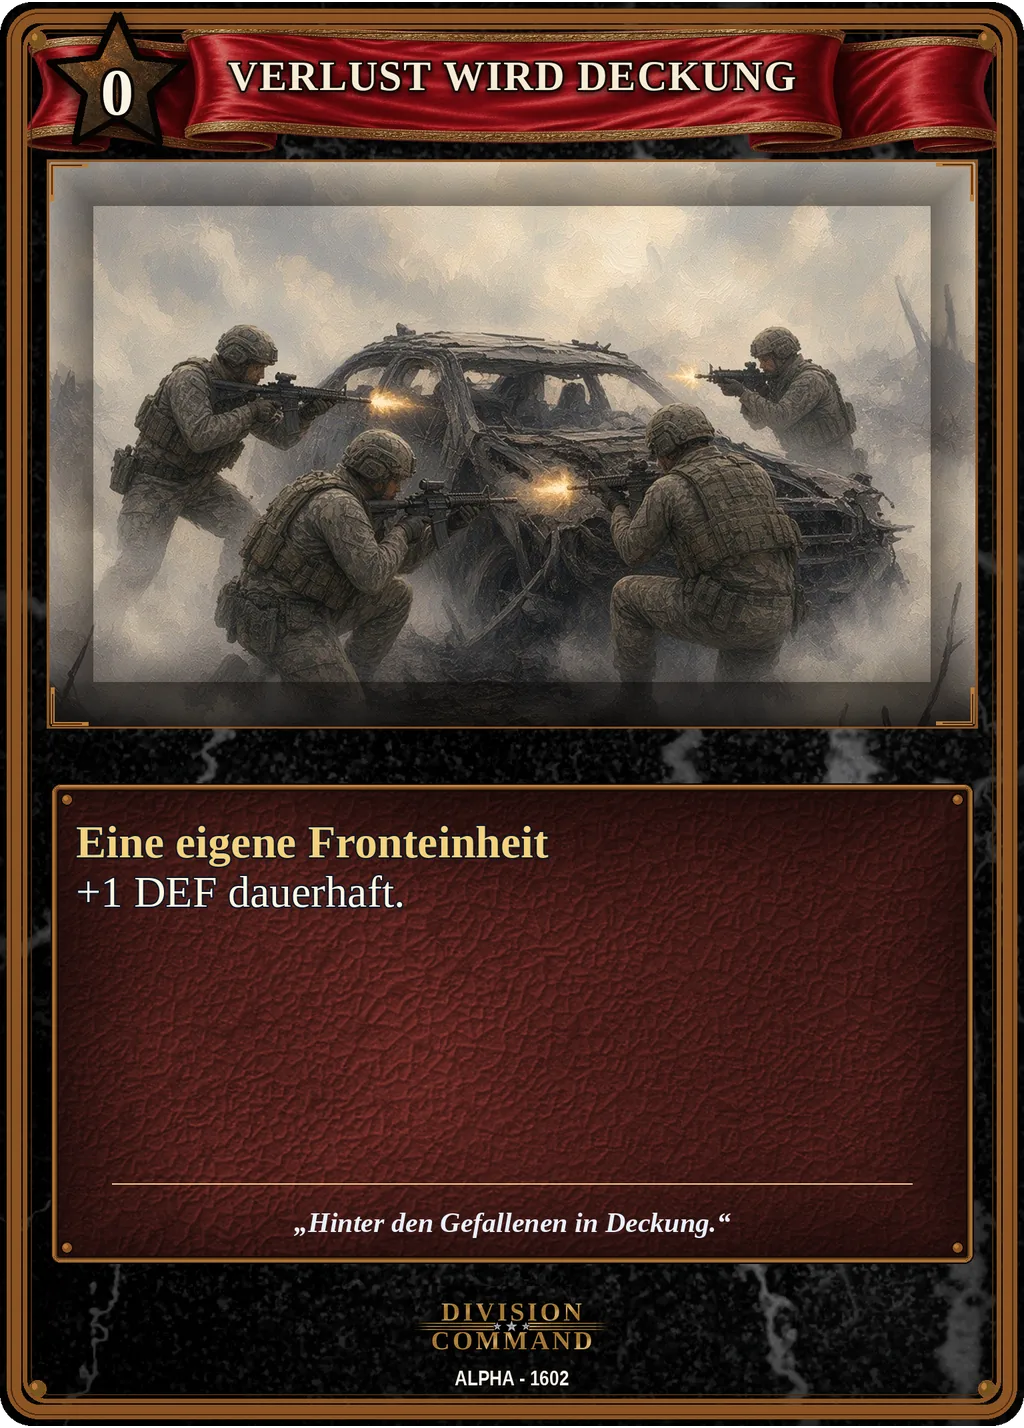 0
VERLUST WIRD DECKUNG
Eine eigene Fronteinheit
+1 DEF dauerhaft.
„Hinter den Gefallenen in Deckung.“
DIVISION
COMMAND
ALPHA - 1602